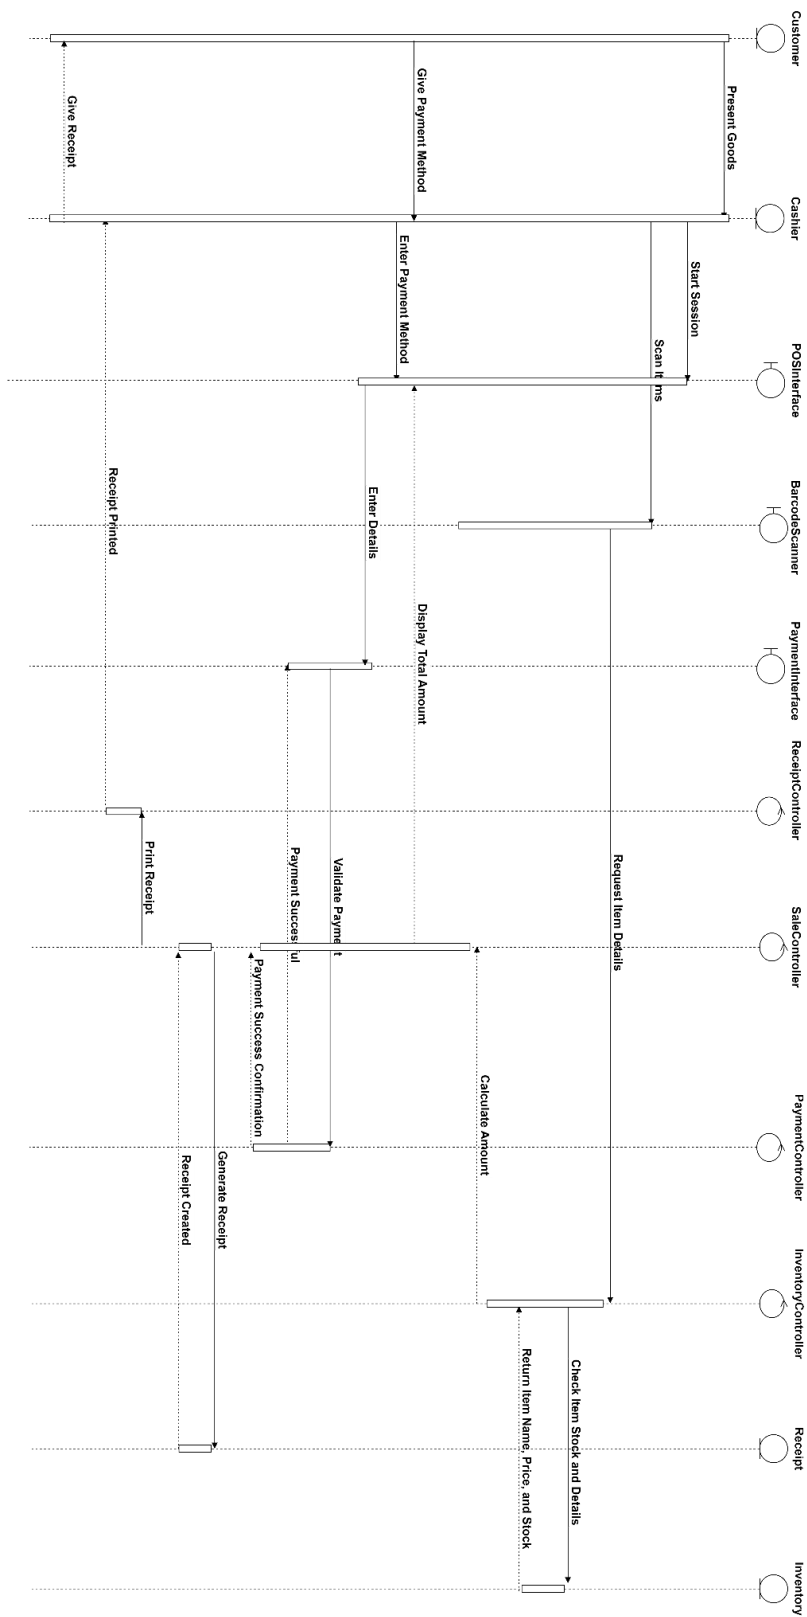 Customer
Cashier
POSInterface
BarcodeScanner
PaymentInterface
ReceiptController
SaleController
PaymentController
InventoryController
Receipt
Inventory
Present Goods
Start Session
Scan Items
Request Item Details
Check Item Stock and Details
Return Item Name, Price, and Stock
Calculate Amount
Display Total Amount
Give Payment Method
Enter Payment Method
Enter Details
Validate Payment
Payment Successful
Payment Success Confirmation
Generate Receipt
Receipt Created
Print Receipt
Receipt Printed
Give Receipt